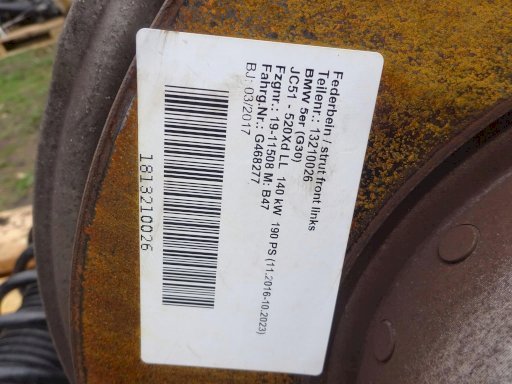 Federbein / strut front links
Teilenr.: 13210026
BMW 5er (G30)
JC51 - 520Xd LL 140 kW 190 PS (11.2016-10.2023)
Fzgnr.: 19-11508 M: B47
Fahrg.Nr.: G468277
BJ: 03/2017
1813210026